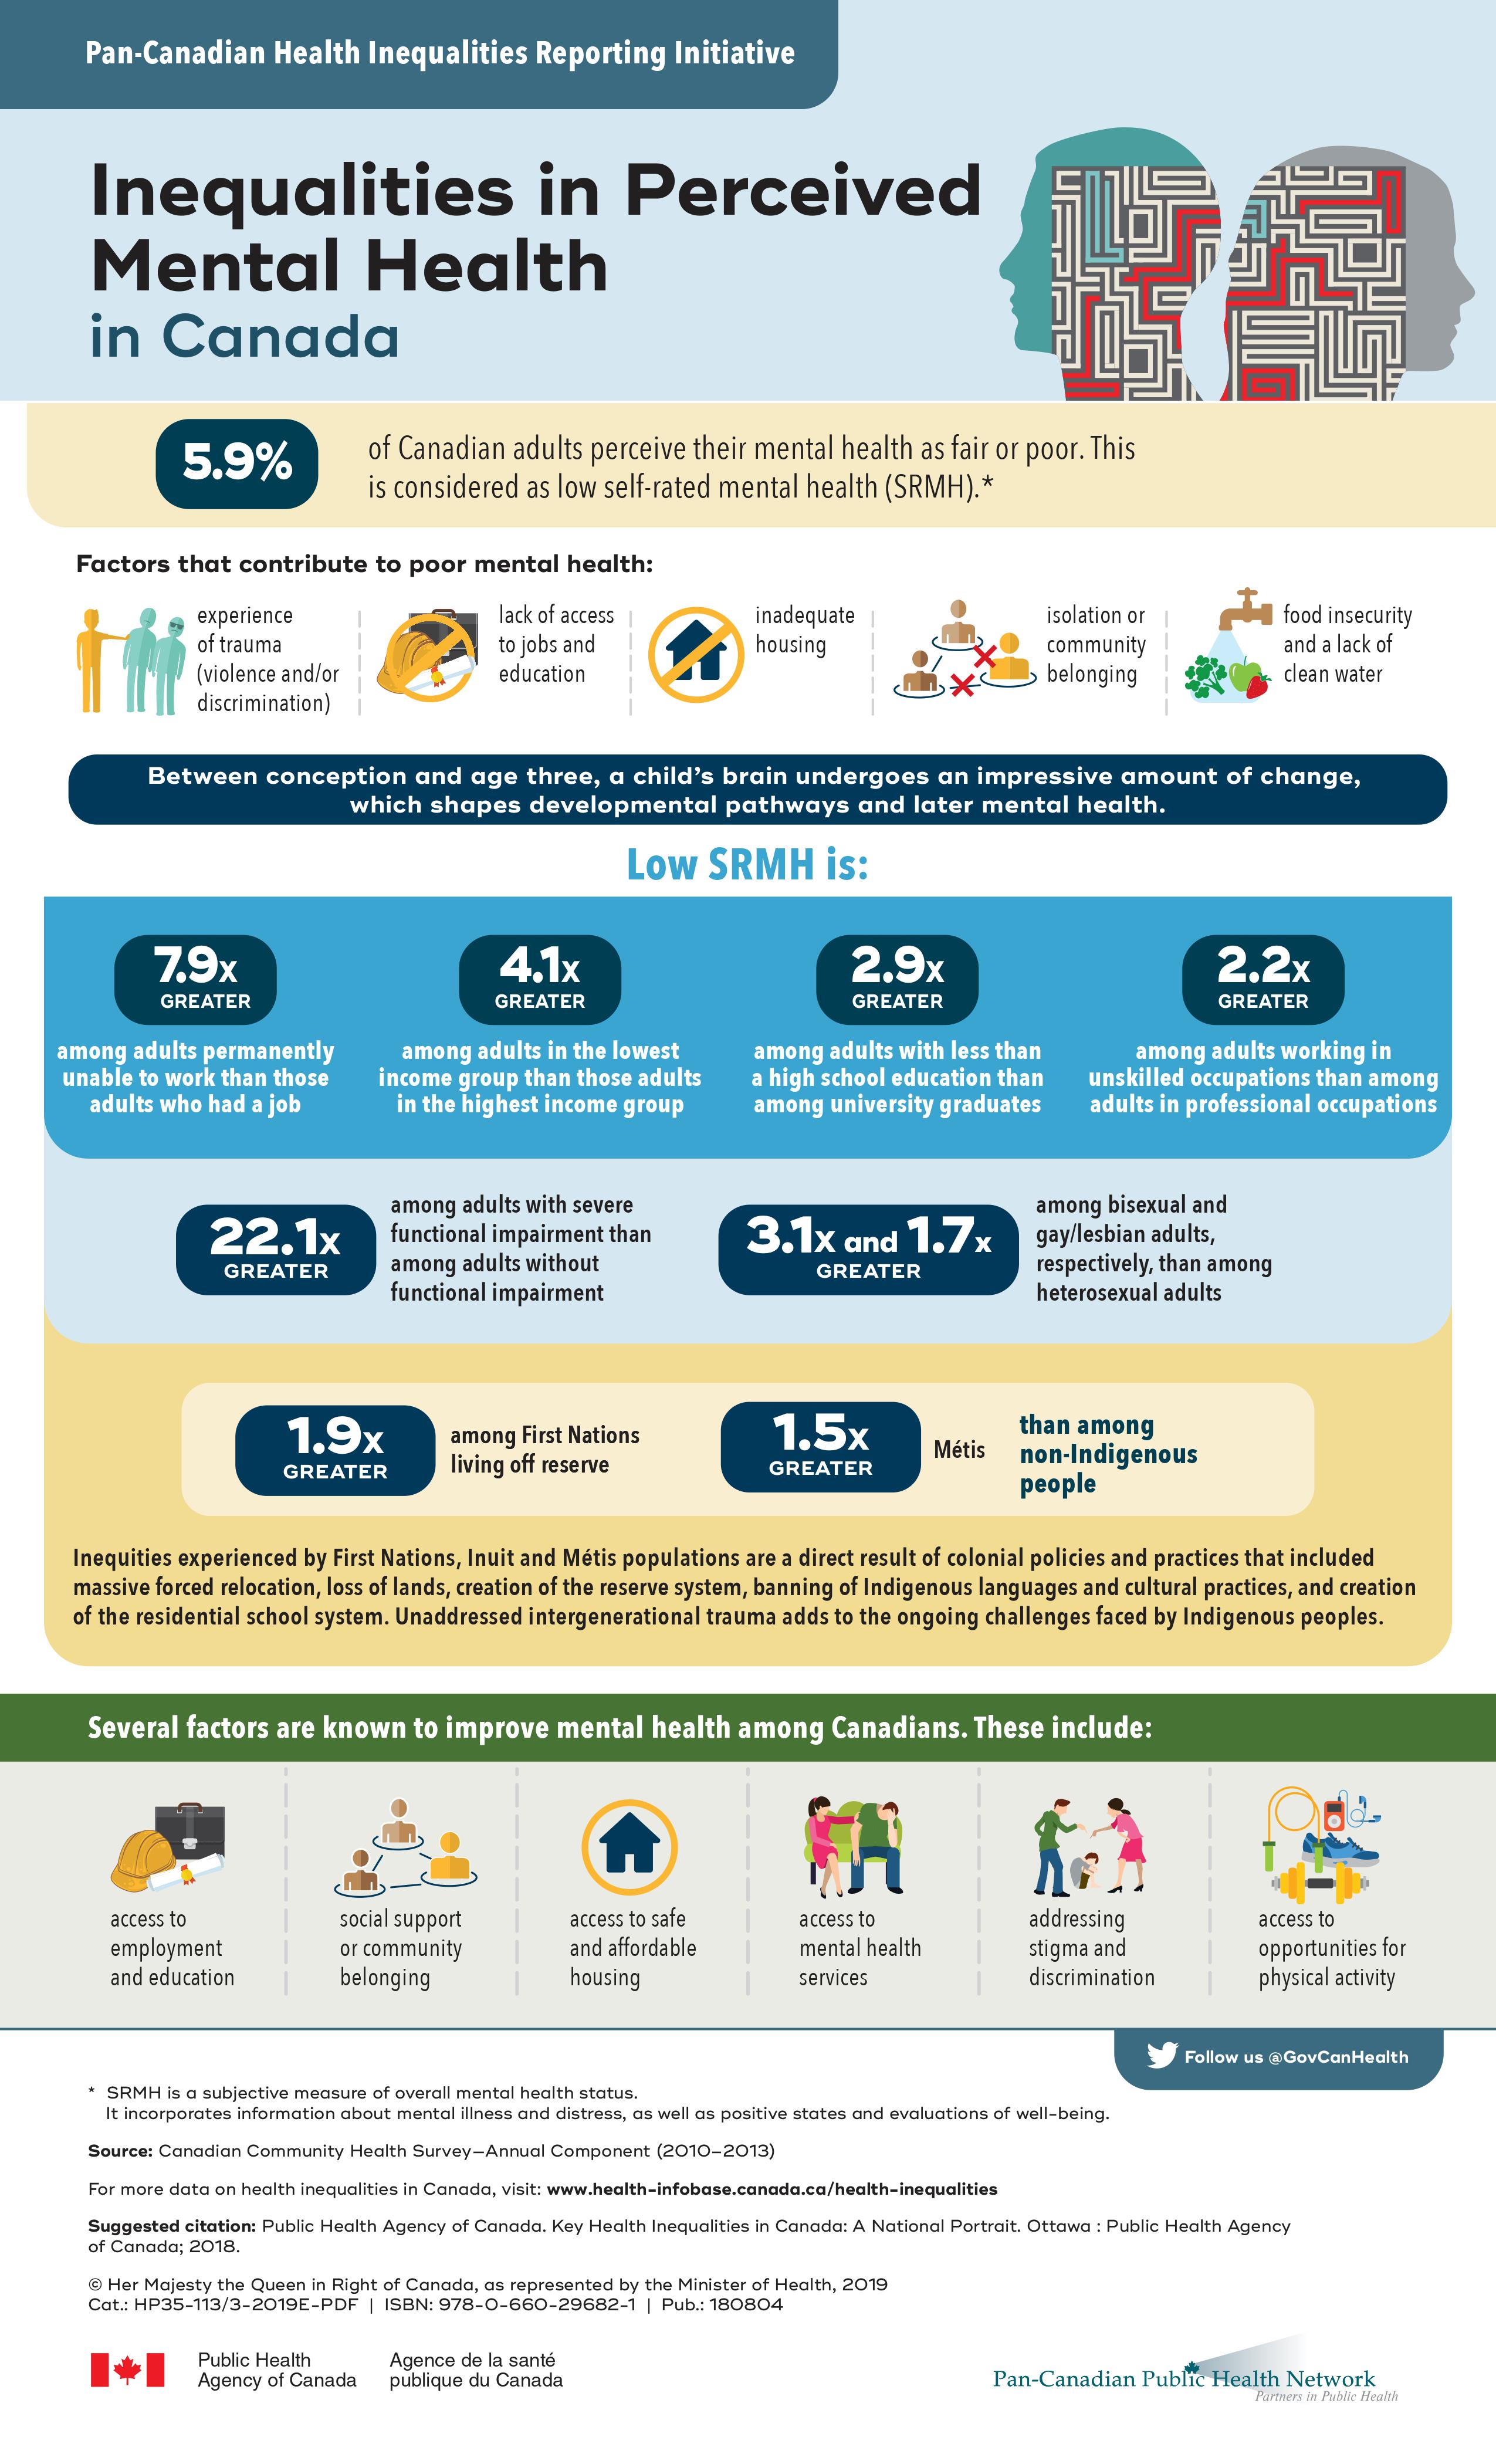 Pan-Canadian Health Inequalities Reporting Initiative
Inequalities in Perceived
Mental Health
in Canada
5.9%
of Canadian adults perceive their mental health as fair or poor. This
is considered as low self-rated mental health (SRMH).*
Factors that contribute to poor mental health:
experience
of trauma
(violence and/or
discrimination)
lack of access
to jobs and
education
inadequate
housing
isolation or
community
belonging
food insecurity
and a lack of
clean water
Between conception and age three, a child's brain undergoes an impressive amount of change,
which shapes developmental pathways and later mental health.
Low SRMH is:
7.9x
GREATER
among adults permanently
unable to work than those
adults who had a job
4.1x
GREATER
among adults in the lowest
income group than those adults
in the highest income group
2.9x
GREATER
among adults with less than
a high school education than
among university graduates
2.2x
GREATER
among adults working in
unskilled occupations than among
adults in professional occupations
22.1x
GREATER
among adults with severe
functional impairment than
among adults without
functional impairment
3.1x and 1.7x
GREATER
among bisexual and
gay/lesbian adults,
respectively, than among
heterosexual adults
1.9x
GREATER
among First Nations
living off reserve
1.5x
GREATER
Métis
than among
non-Indigenous
people
Inequities experienced by First Nations, Inuit and Métis populations are a direct result of colonial policies and practices that included
massive forced relocation, loss of lands, creation of the reserve system, banning of Indigenous languages and cultural practices, and creation
of the residential school system. Unaddressed intergenerational trauma adds to the ongoing challenges faced by Indigenous peoples.
Several factors are known to improve mental health among Canadians. These include:
access to
employment
and education
social support
or community
belonging
access to safe
and affordable
housing
access to
mental health
services
addressing
stigma and
discrimination
access to
opportunities for
physical activity
Follow us @GovCanHealth
* SRMH is a subjective measure of overall mental health status.
It incorporates information about mental illness and distress, as well as positive states and evaluations of well-being.
Source: Canadian Community Health Survey—Annual Component (2010–2013)
For more data on health inequalities in Canada, visit: www.health-infobase.canada.ca/health-inequalities
Suggested citation: Public Health Agency of Canada. Key Health Inequalities in Canada: A National Portrait. Ottawa : Public Health Agency
of Canada; 2018.
© Her Majesty the Queen in Right of Canada, as represented by the Minister of Health, 2019
Cat.: HP35-113/3-2019E-PDF | ISBN: 978-0-660-29682-1 | Pub.: 180804
Public Health
Agency of Canada
Agence de la santé
publique du Canada
Pan-Canadian Public Health Network
Partners in Public Health